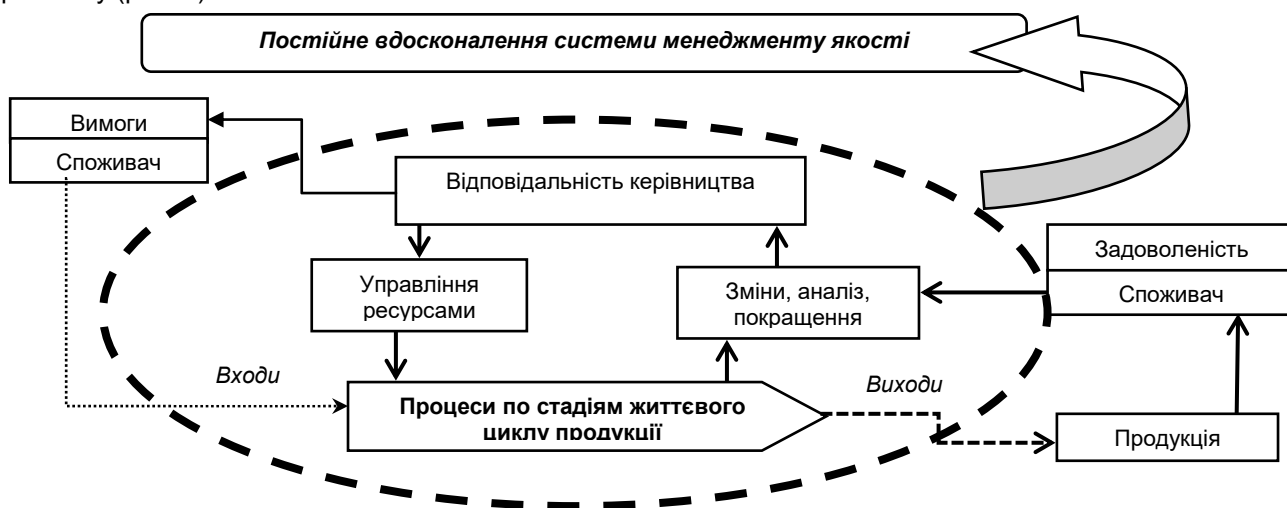 Постійне вдосконалення системи менеджменту якості
Вимоги
Споживач
Відповідальність керівництва
Задоволеність
Споживач
Управління
ресурсами
Зміни, аналіз,
покращення
Входи
Виходи
Процеси по стадіям життєвого
циклу продукції
Продукція